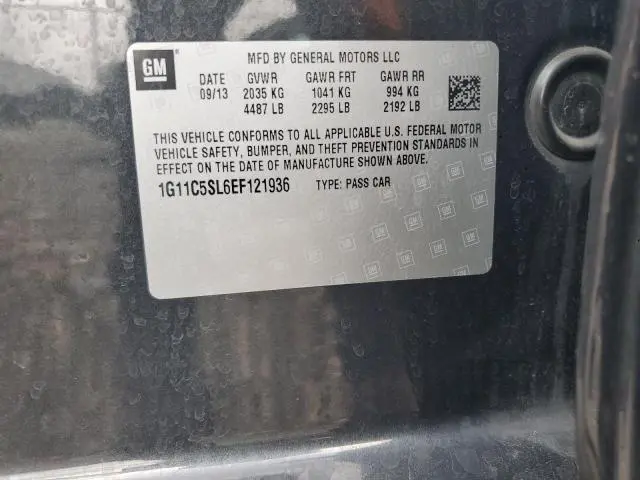 GM
MFD BY GENERAL MOTORS LLC
DATE GVWR GAWR FRT GAWR RR
09/13 2035 KG 1041 KG 994 KG
4487 LB 2295 LB 2192 LB
THIS VEHICLE CONFORMS TO ALL APPLICABLE U.S. FEDERAL MOTOR
VEHICLE SAFETY, BUMPER, AND THEFT PREVENTION STANDARDS IN
EFFECT ON THE DATE OF MANUFACTURE SHOWN ABOVE.
1G11C5SL6EF121936 TYPE: PASS CAR